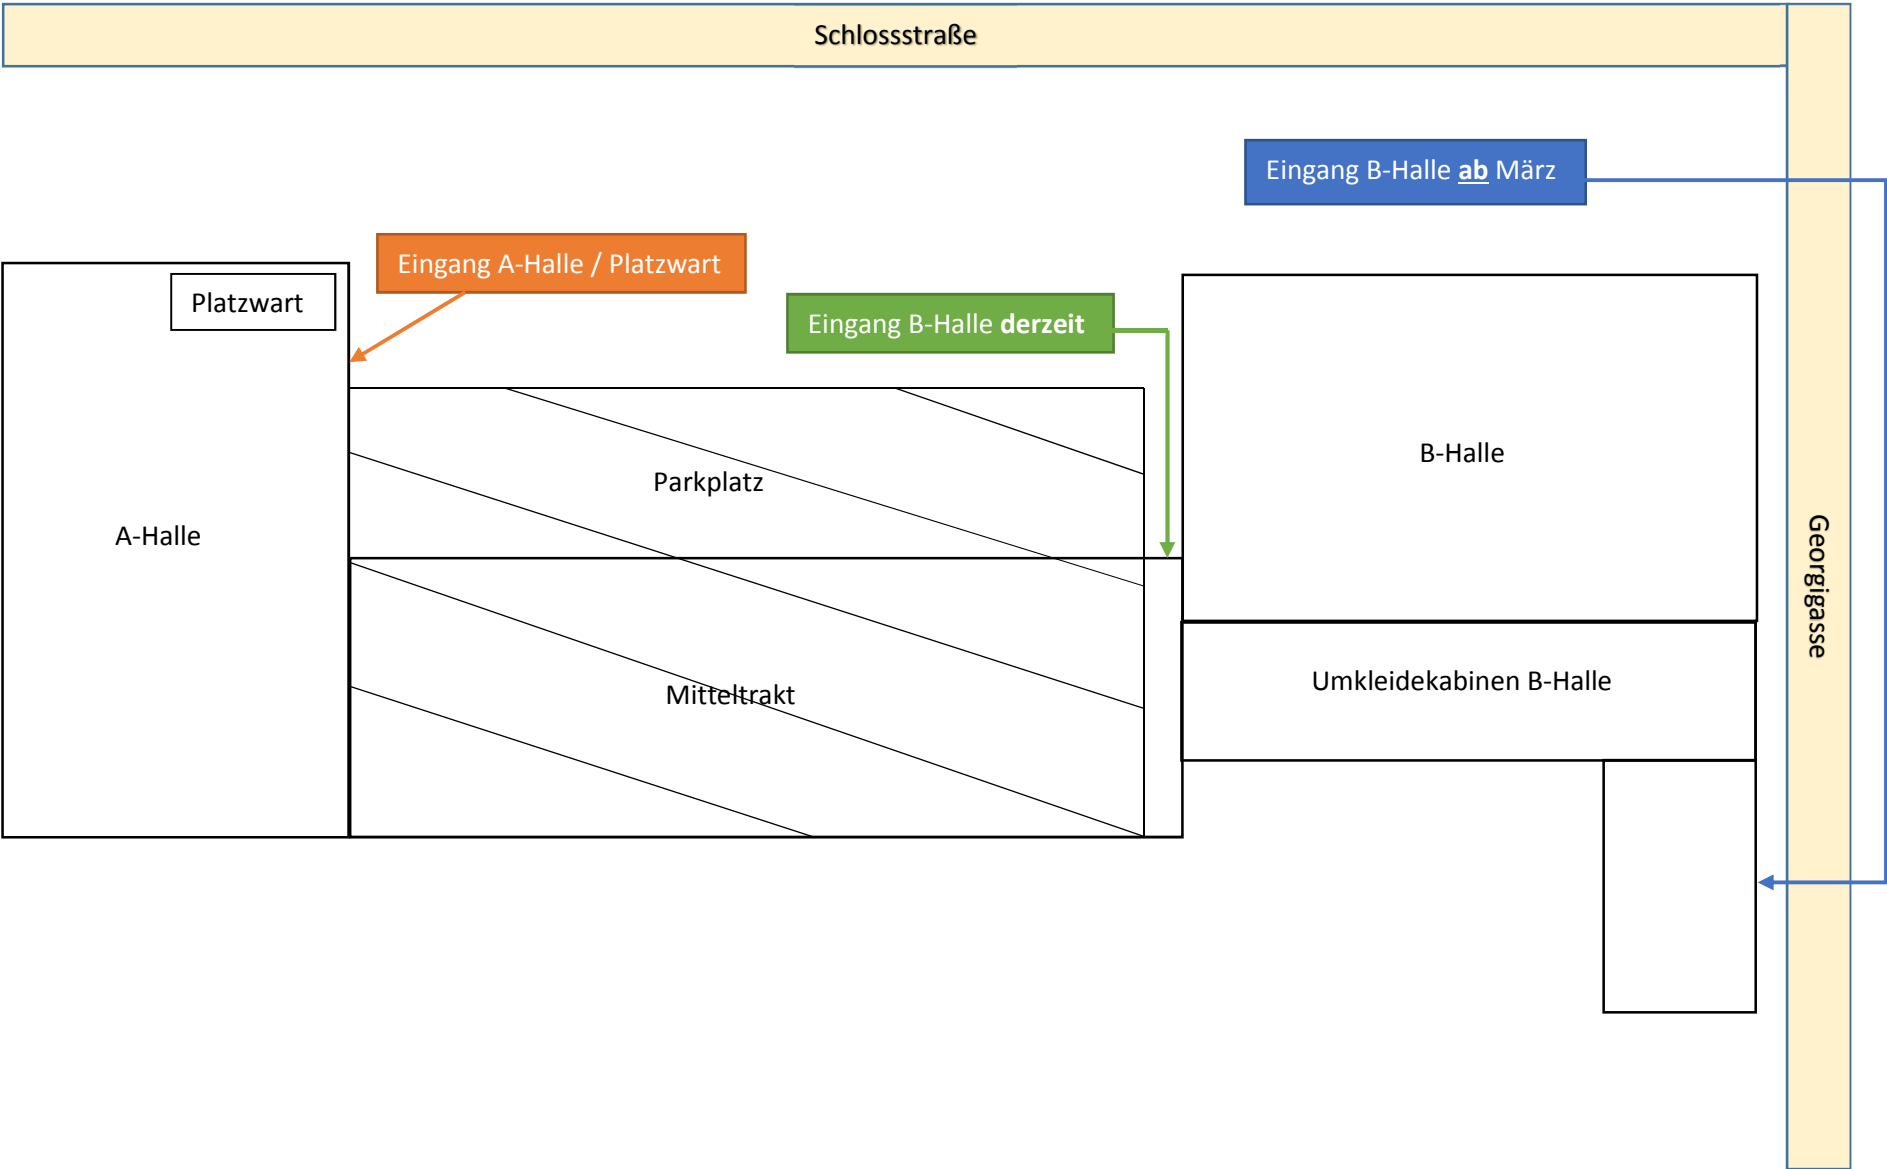 Schlossstraße
Eingang B-Halle ab März
Eingang A-Halle / Platzwart
Platzwart
Eingang B-Halle derzeit
B-Halle
Parkplatz
A-Halle
Georgigasse
Umkleidekabinen B-Halle
Mitteltrakt